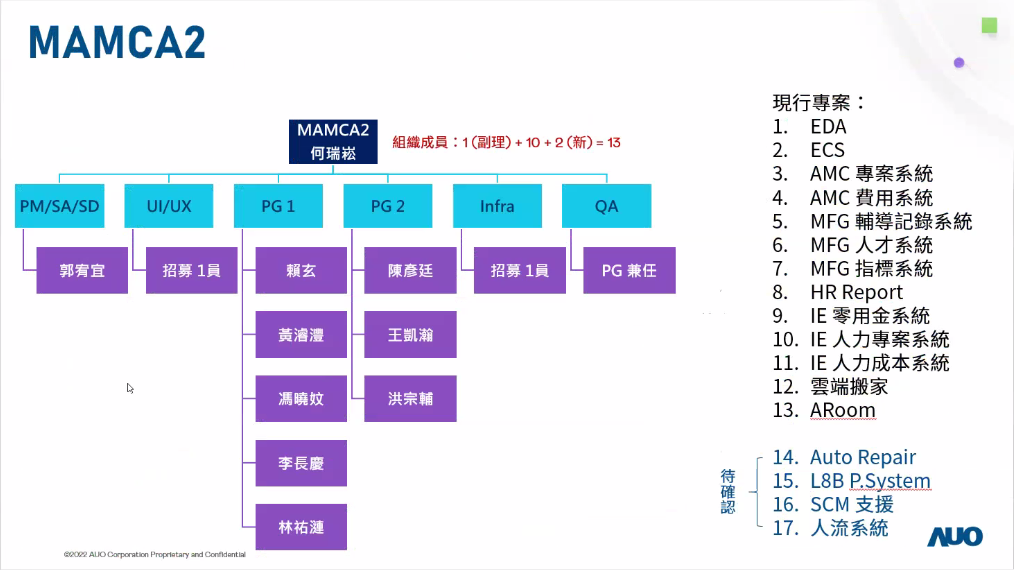 MAMCA2
MAMCA2
何瑞崧
組織成員：1 (副理) + 10 + 2 (新) = 13
PM/SA/SD
UI/UX
PG 1
PG 2
Infra
QA
郭宥宜
招募 1員
賴玄
陳彥廷
招募 1員
PG 兼任
黃濬灃
王凱瀚
馮曉妏
洪宗輔
李長慶
林祐漣
現行專案：
1. EDA
2. ECS
3. AMC 專案系統
4. AMC 費用系統
5. MFG 輔導記錄系統
6. MFG 人才系統
7. MFG 指標系統
8. HR Report
9. IE 零用金系統
10. IE 人力專案系統
11. IE 人力成本系統
12. 雲端搬家
13. ARoom
待確認
14. Auto Repair
15. L8B P.System
16. SCM 支援
17. 人流系統
©2022 AUO Corporation Proprietary and Confidential
AUO